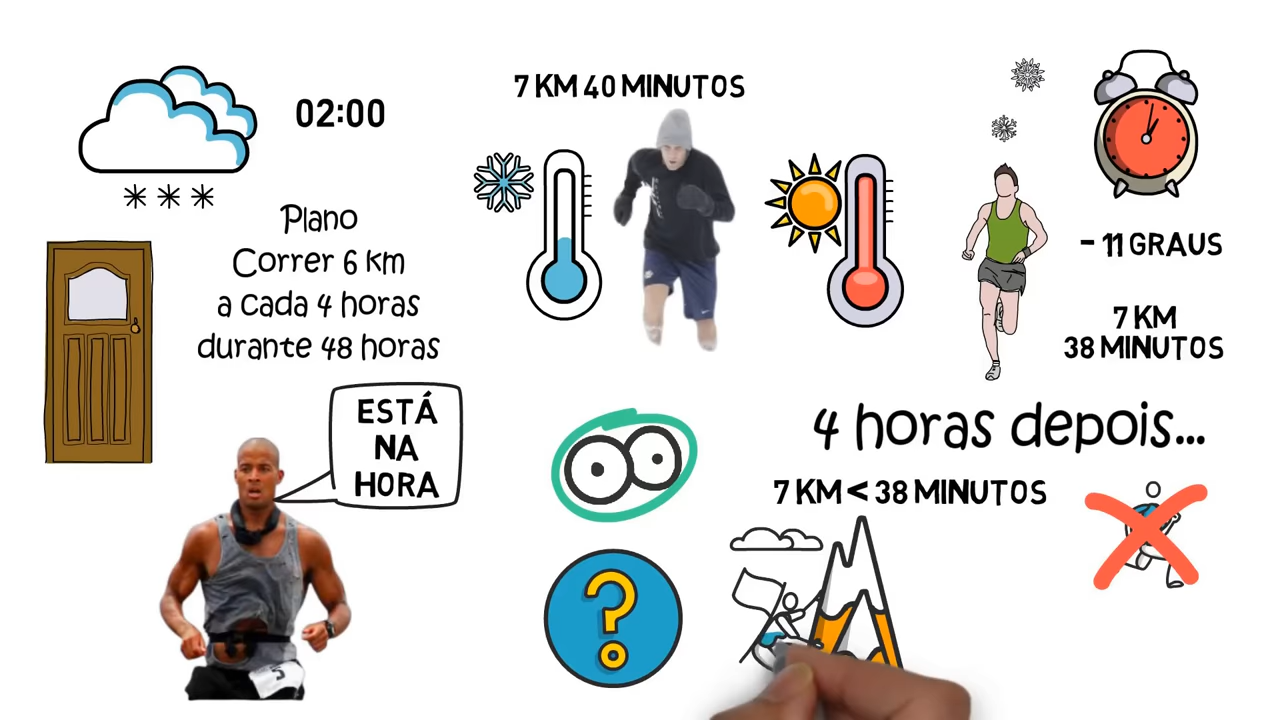 02:00
Plano
Correr 6 km
a cada 4 horas
durante 48 horas
ESTÁ
NA
HORA
7 KM 40 MINUTOS
- 11 GRAUS
7 KM
38 MINUTOS
4 horas depois...
7 KM < 38 MINUTOS
?